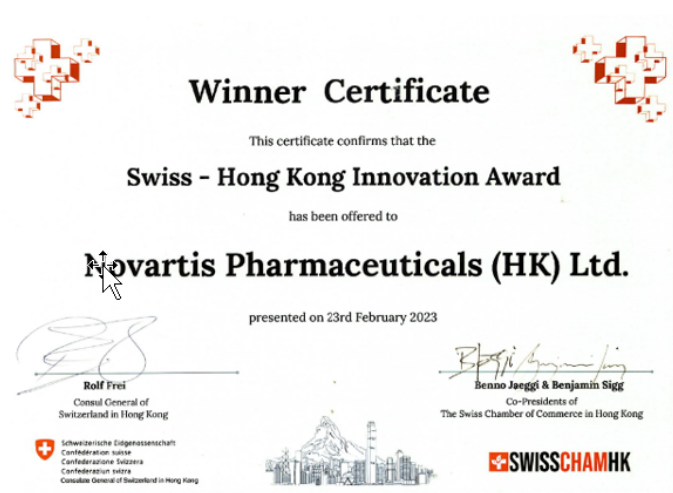 Winner Certificate
This certificate confirms that the
Swiss - Hong Kong Innovation Award
has been offered to
Novartis Pharmaceuticals (HK) Ltd.
presented on 23rd February 2023
Rolf Frei
Consul General of
Switzerland in Hong Kong
Benno Jaeggi & Benjamin Sigg
Co-Presidents of
The Swiss Chamber of Commerce in Hong Kong
Schweizerische Eidgenossenschaft
Confédération suisse
Confederazione Svizzera
Confederaziun svizra
Consulate General of Switzerland in Hong Kong
SWISSCHAMHK